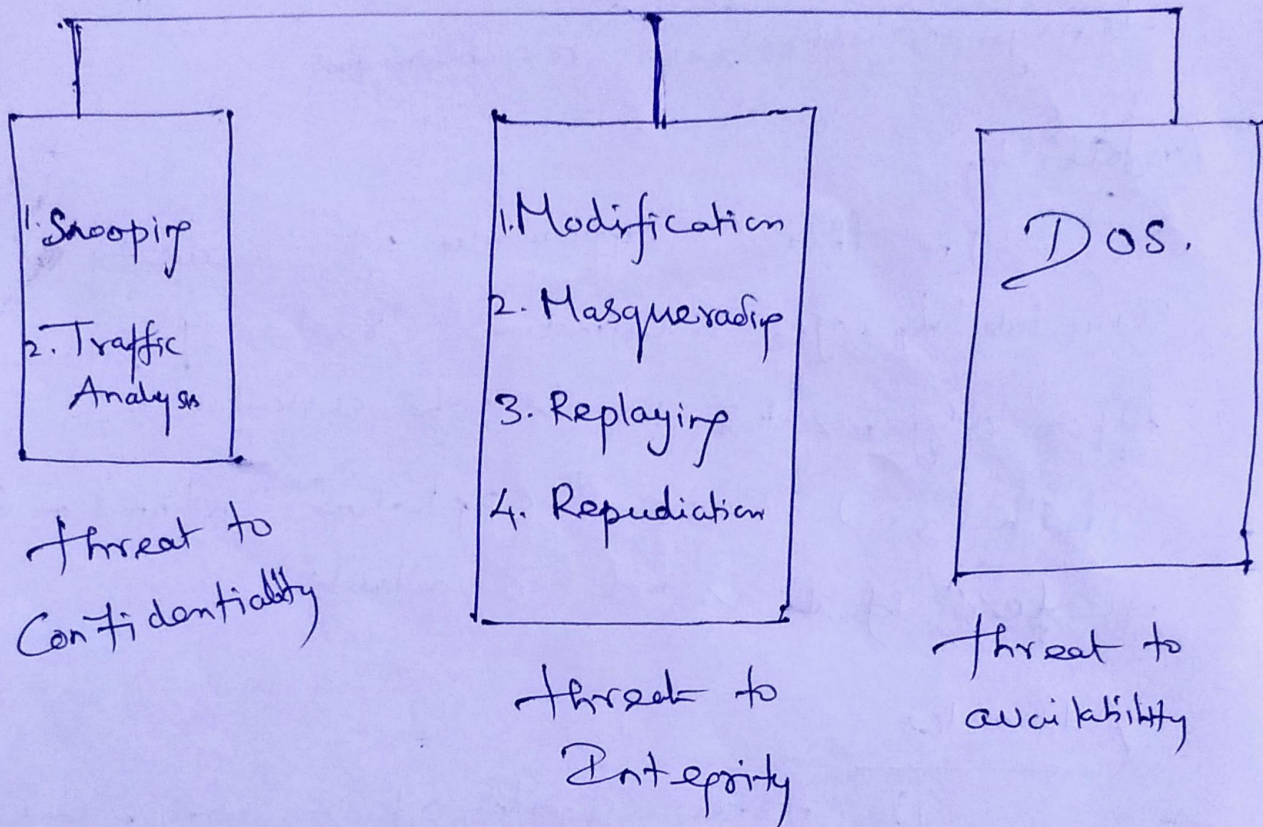 1. Snooping
2. Traffic
Analysis
threat to
Confidentiality
1. Modification
2. Masquerading
3. Replaying
4. Repudiation
threat to
Integrity
DOS.
threat to
availability